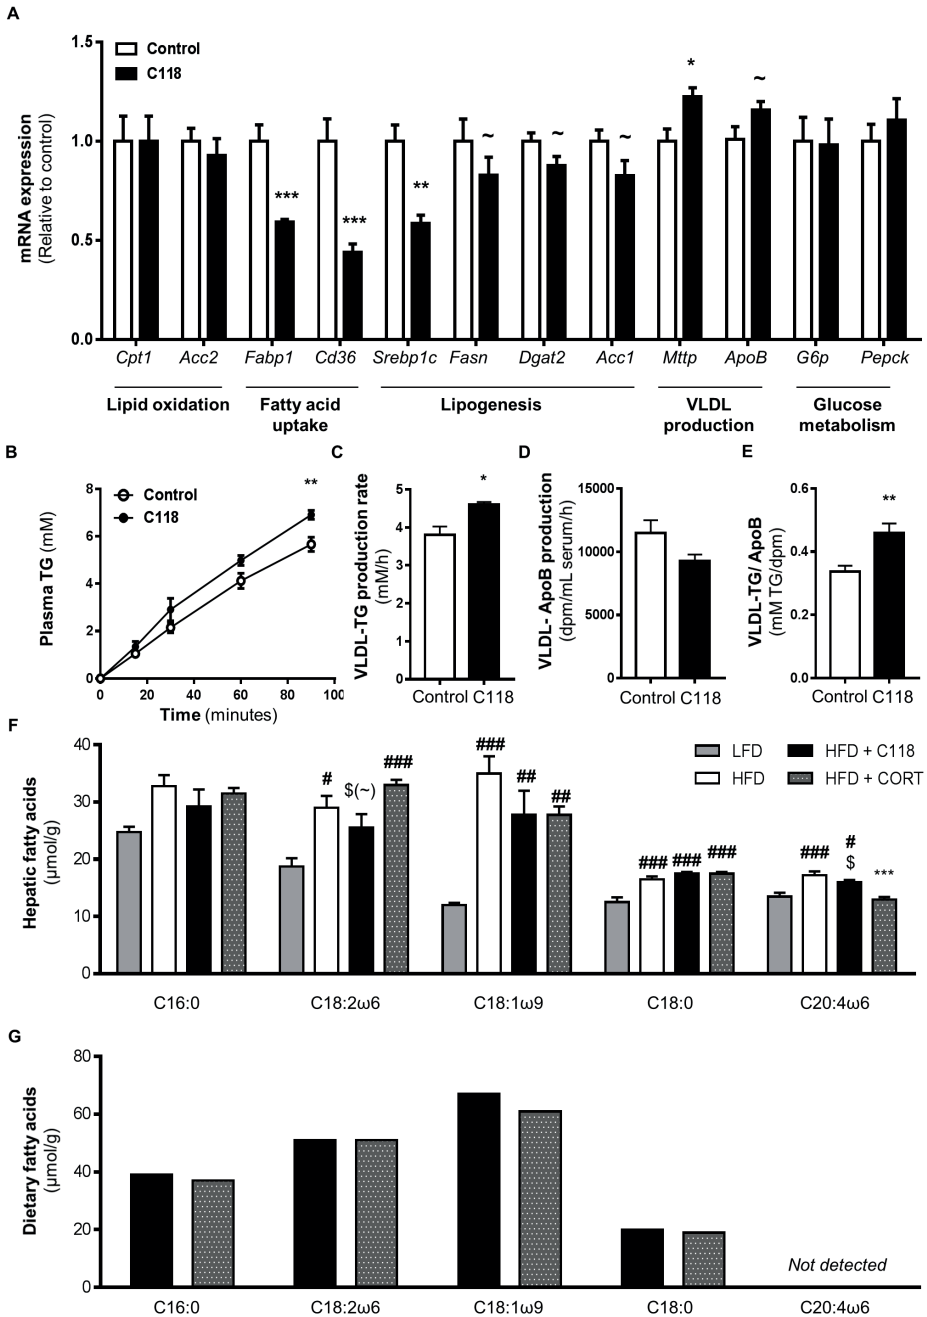 A
1.5
1.0
0.5
0.0
mRNA expression
(Relative to control)
Control
C118
*** *** ** ~ ~ ~ * ~
Cpt1 Acc2 Fabp1 Cd36 Srebp1c Fasn Dgat2 Acc1 Mttp ApoB G6p Pepck
Lipid oxidation Fatty acid Lipogenesis VLDL Glucose
uptake production metabolism
B
8
6
4
2
0
Plasma TG (mM)
Control
C118
**
0 20 40 60 80 100
Time (minutes)
C
5
4
3
2
1
0
VLDL-TG production rate
(mM/h)
*
Control C118
D
15000
10000
5000
0
VLDL- ApoB production
(dpm/mL serum/h)
Control C118
E
0.6
0.4
0.2
0.0
VLDL-TG/ ApoB
(mM TG/dpm)
**
Control C118
F
40
30
20
10
0
Hepatic fatty acids
(µmol/g)
LFD HFD + C118
HFD HFD + CORT
# $(~) ###
### ## ##
### ### ###
### # $ ***
C16:0 C18:2ω6 C18:1ω9 C18:0 C20:4ω6
G
80
60
40
20
0
Dietary fatty acids
(µmol/g)
Not detected
C16:0 C18:2ω6 C18:1ω9 C18:0 C20:4ω6